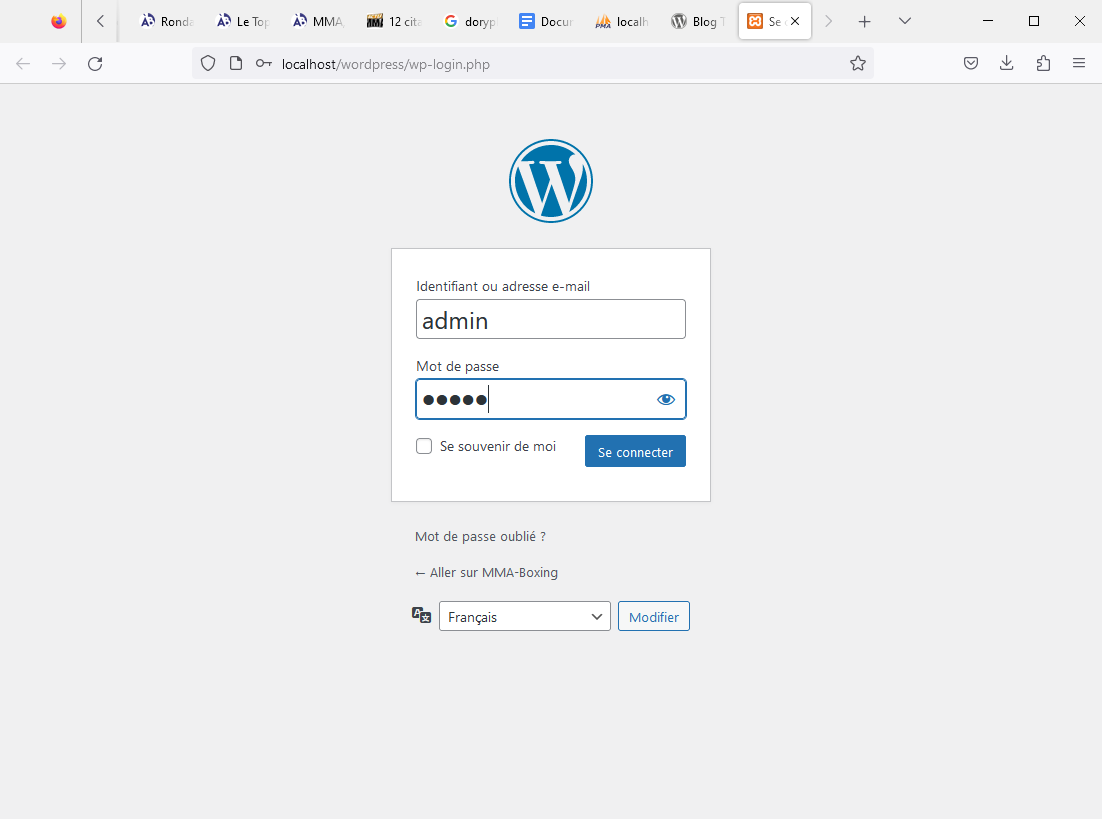 Ronda
Le Top
MMA,
12 cita
doryp
Docum
localh
Blog T
Se
localhost/wordpress/wp-login.php
Identifiant ou adresse e-mail
admin
Mot de passe
Se souvenir de moi
Se connecter
Mot de passe oublié ?
← Aller sur MMA-Boxing
Français
Modifier